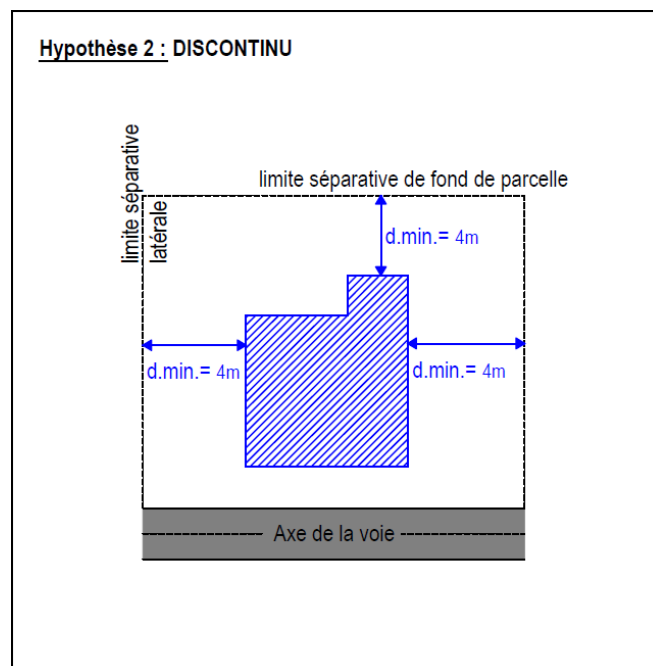 Hypothèse 2 : DISCONTINU
limite séparative
latérale
limite séparative de fond de parcelle
d.min.= 4m
d.min.= 4m
d.min.= 4m
Axe de la voie